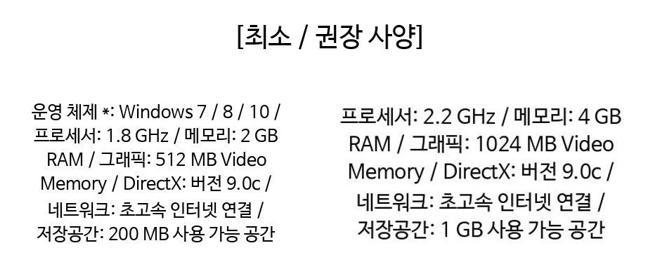 [최소 / 권장 사양]
운영 체제 *: Windows 7 / 8 / 10 /
프로세서: 1.8 GHz / 메모리: 2 GB
RAM / 그래픽: 512 MB Video
Memory / DirectX: 버전 9.0c /
네트워크: 초고속 인터넷 연결 /
저장공간: 200 MB 사용 가능 공간
프로세서: 2.2 GHz / 메모리: 4 GB
RAM / 그래픽: 1024 MB Video
Memory / DirectX: 버전 9.0c /
네트워크: 초고속 인터넷 연결 /
저장공간: 1 GB 사용 가능 공간